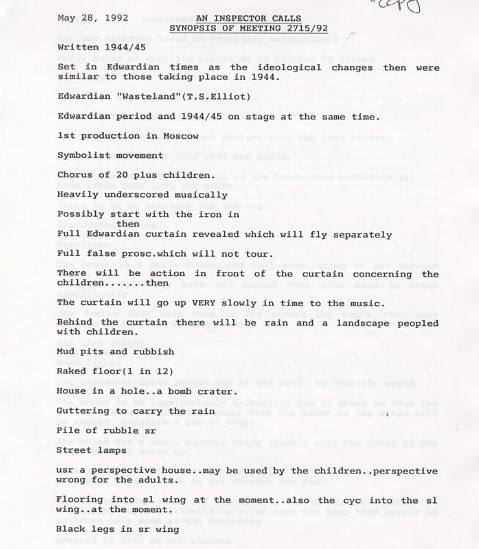 copy
May 28, 1992 AN INSPECTOR CALLS
SYNOPSIS OF MEETING 2715/92
Written 1944/45
Set in Edwardian times as the ideological changes then were
similar to those taking place in 1944.
Edwardian "Wasteland"(T.S.Elliot)
Edwardian period and 1944/45 on stage at the same time.
1st production in Moscow
Symbolist movement
Chorus of 20 plus children.
Heavily underscored musically
Possibly start with the iron in
then
Full Edwardian curtain revealed which will fly separately
Full false prosc.which will not tour.
There will be action in front of the curtain concerning the
children.......then
The curtain will go up VERY slowly in time to the music.
Behind the curtain there will be rain and a landscape peopled
with children.
Mud pits and rubbish
Raked floor(1 in 12)
House in a hole..a bomb crater.
Guttering to carry the rain
Pile of rubble sr
Street lamps
usr a perspective house..may be used by the children..perspective
wrong for the adults.
Flooring into sl wing at the moment..also the cyc into the sl
wing..at the moment.
Black legs in sr wing